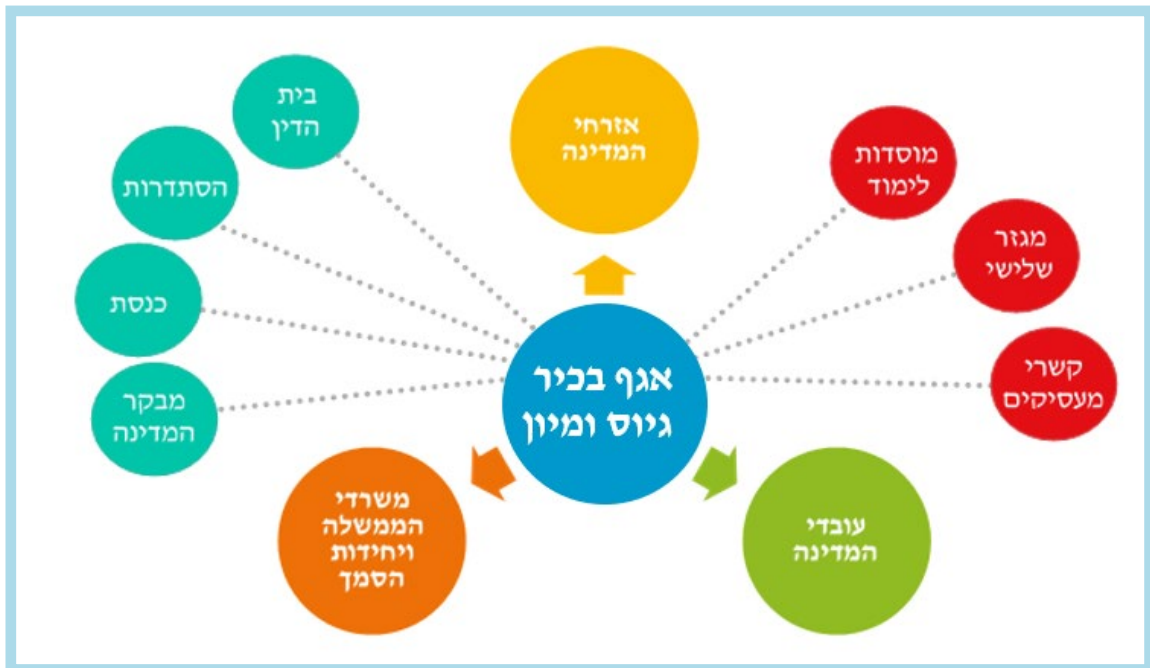 אזרחי
המדינה
בית
הדין
הסתדרות
כנסת
מבקר
המדינה
מוסדות
לימוד
מגזר
שלישי
קשרי
מעסיקים
אגף בכיר
גיוס ומיון
עובדי
המדינה
משרדי
הממשלה
ויחידות
הסמך